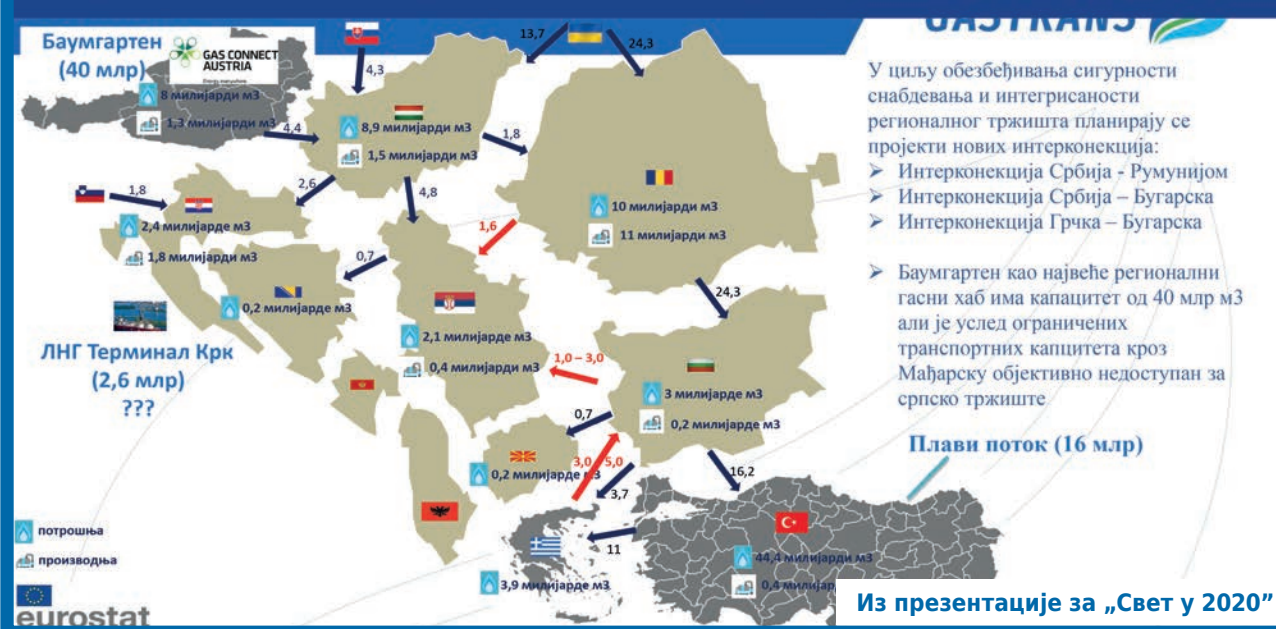 GASTRANS
Баумгартен
(40 млр)
GAS CONNECT
AUSTRIA
8 милијарди м3
1,3 милијарди м3
4,4
4,3
13,7
24,3
8,9 милијарди м3
1,5 милијарди м3
1,8
2,6
4,8
1,8
2,4 милијарде м3
1,8 милијарди м3
10 милијарди м3
11 милијарди м3
1,6
0,7
0,2 милијарде м3
24,3
2,1 милијарде м3
0,4 милијарди м3
1,0 – 3,0
ЛНГ Терминал Крк
(2,6 млр)
???
3 милијарде м3
0,2 милијарде м3
0,7
0,2 милијарде м3
3,0
5,0
3,7
16,2
11
3,9 милијарде м3
44,4 милијарди м3
0,4
потрошња
производња
eurostat
У циљу обезбеђивања сигурности
снабдевања и интегрисаности
регионалног тржишта планирају се
пројекти нових интерконекција:
Интерконекција Србија - Румунијом
Интерконекција Србија – Бугарска
Интерконекција Грчка – Бугарска
Баумгартен као највеће регионални
гасни хаб има капацитет од 40 млр м3
али је услед ограничених
транспортних капцитета кроз
Мађарску објективно недоступан за
српско тржиште
Плави поток (16 млр)
Из презентације за „Свет у 2020”